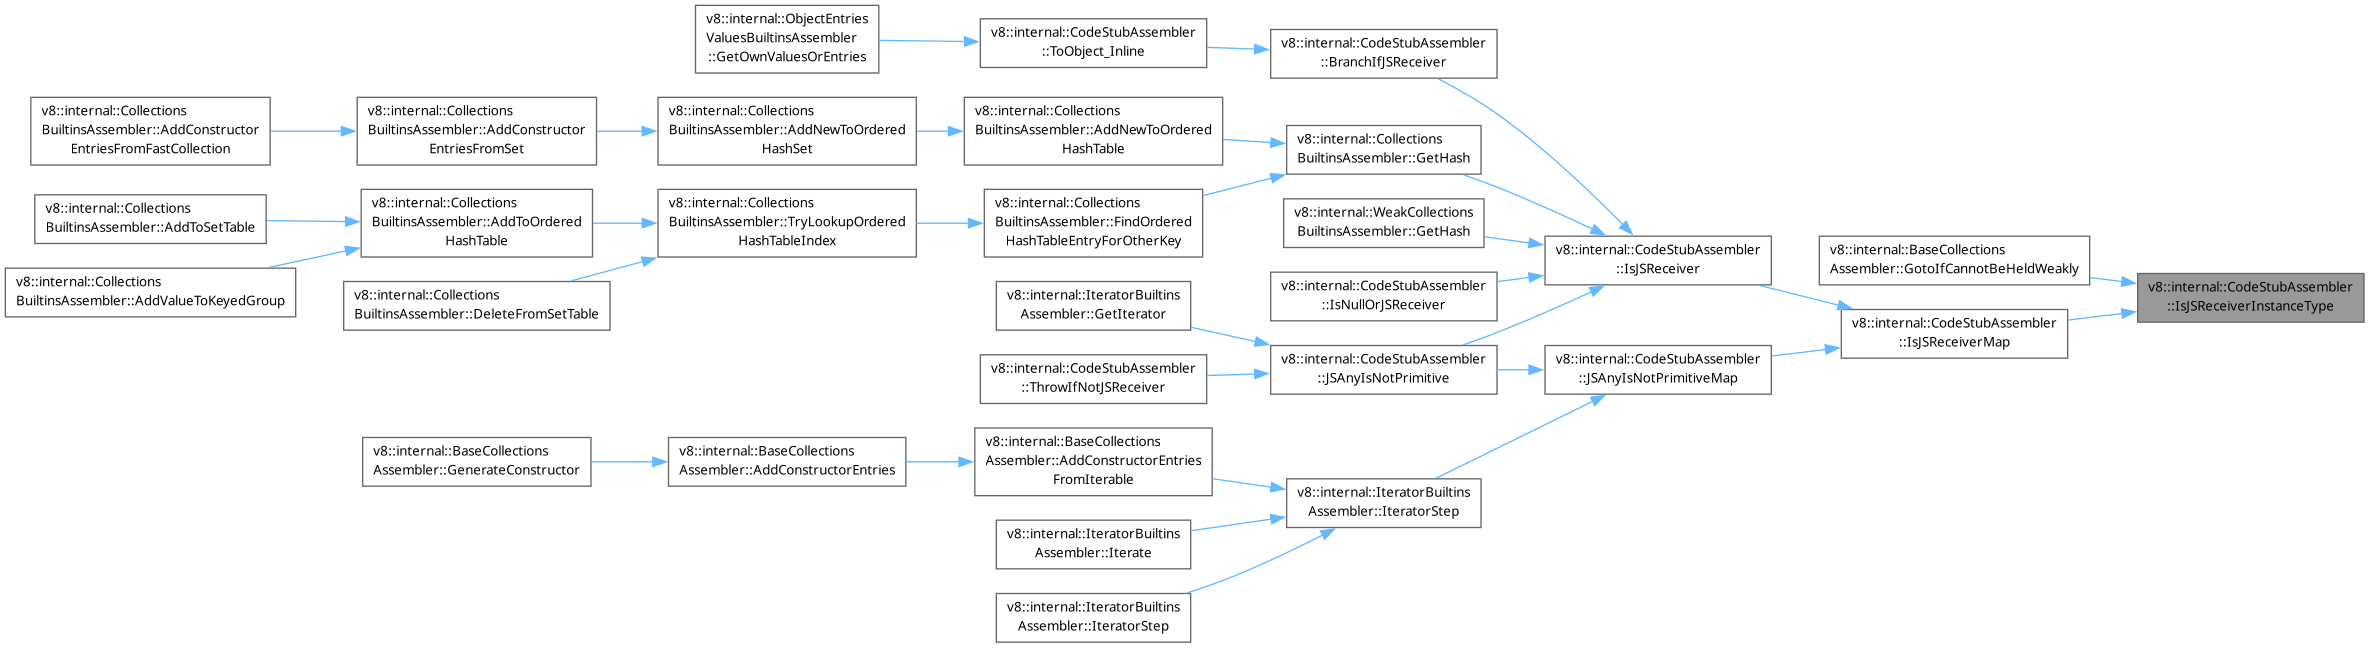 v8::internal::ObjectEntries
ValuesBuiltinsAssembler
::GetOwnValuesOrEntries
v8::internal::CodeStubAssembler
::ToObject_Inline
v8::internal::CodeStubAssembler
::BranchIfJSReceiver
v8::internal::Collections
BuiltinsAssembler::AddConstructor
EntriesFromFastCollection
v8::internal::Collections
BuiltinsAssembler::AddConstructor
EntriesFromSet
v8::internal::Collections
BuiltinsAssembler::AddNewToOrdered
HashSet
v8::internal::Collections
BuiltinsAssembler::AddNewToOrdered
HashTable
v8::internal::Collections
BuiltinsAssembler::GetHash
v8::internal::Collections
BuiltinsAssembler::AddToSetTable
v8::internal::Collections
BuiltinsAssembler::AddToOrdered
HashTable
v8::internal::Collections
BuiltinsAssembler::TryLookupOrdered
HashTableIndex
v8::internal::Collections
BuiltinsAssembler::FindOrdered
HashTableEntryForOtherKey
v8::internal::WeakCollections
BuiltinsAssembler::GetHash
v8::internal::CodeStubAssembler
::IsJSReceiver
v8::internal::BaseCollections
Assembler::GotoIfCannotBeHeldWeakly
v8::internal::CodeStubAssembler
::IsJSReceiverInstanceType
v8::internal::Collections
BuiltinsAssembler::AddValueToKeyedGroup
v8::internal::Collections
BuiltinsAssembler::DeleteFromSetTable
v8::internal::IteratorBuiltins
Assembler::GetIterator
v8::internal::CodeStubAssembler
::IsNullOrJSReceiver
v8::internal::CodeStubAssembler
::IsJSReceiverMap
v8::internal::CodeStubAssembler
::ThrowIfNotJSReceiver
v8::internal::CodeStubAssembler
::JSAnyIsNotPrimitive
v8::internal::CodeStubAssembler
::JSAnyIsNotPrimitiveMap
v8::internal::BaseCollections
Assembler::GenerateConstructor
v8::internal::BaseCollections
Assembler::AddConstructorEntries
v8::internal::BaseCollections
Assembler::AddConstructorEntries
FromIterable
v8::internal::IteratorBuiltins
Assembler::IteratorStep
v8::internal::IteratorBuiltins
Assembler::Iterate
v8::internal::IteratorBuiltins
Assembler::IteratorStep